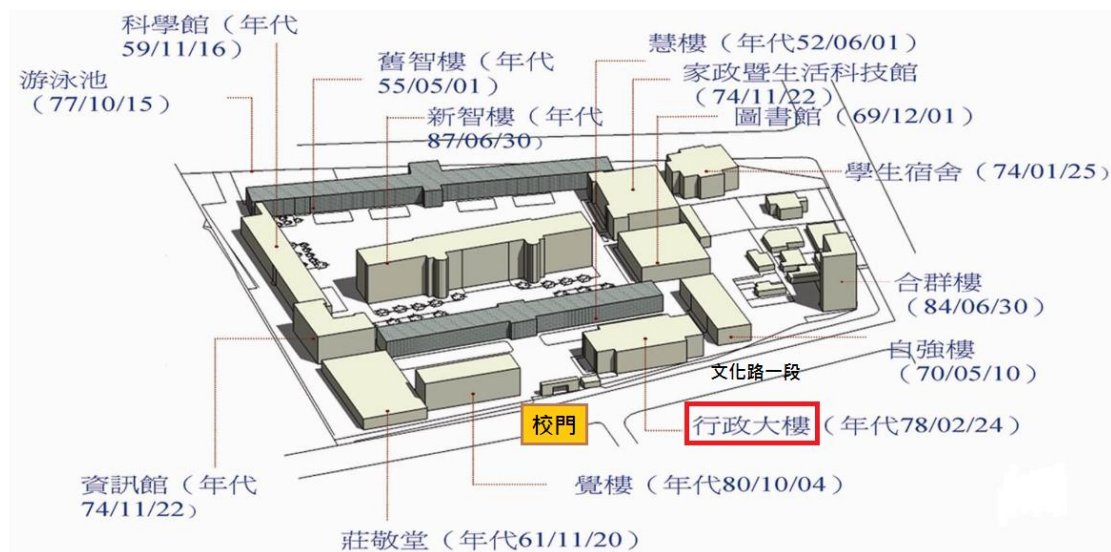 科學館（年代
59/11/16）
游泳池
（77/10/15）
舊智樓（年代
55/05/01）
新智樓（年代
87/06/30）
慧樓（年代52/06/01）
家政暨生活科技館
（74/11/22）
圖書館（69/12/01）
學生宿舍（74/01/25）
合群樓
（84/06/30）
自強樓
（70/05/10）
文化路一段
校門
行政大樓（年代78/02/24）
資訊館（年代
74/11/22）
覺樓（年代80/10/04）
莊敬堂（年代61/11/20）